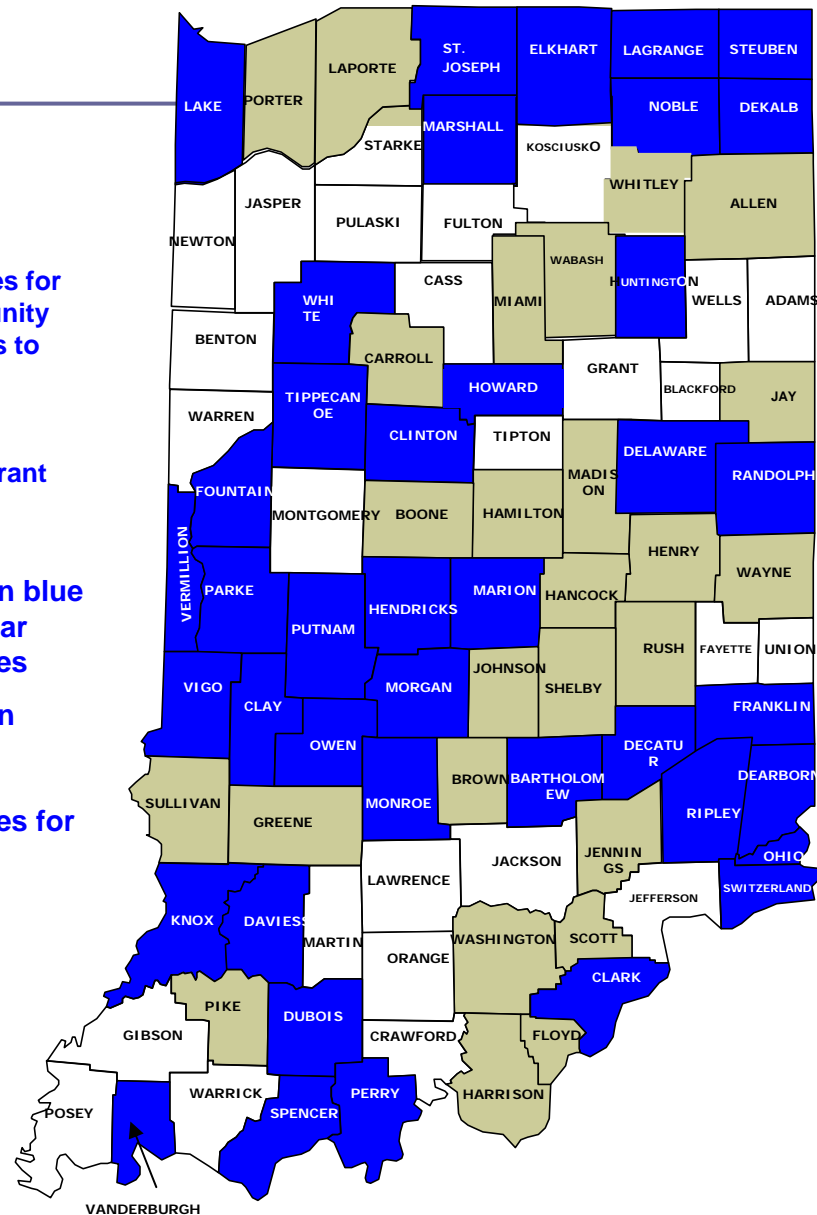 es for
unity
s to
rant
n blue
ar
es
n
es for
ST.
JOSEPH
ELKHART
LAGRANGE
STEUBEN
LAPORTE
PORTER
LAKE
NOBLE
DEKALB
MARSHALL
STARKE
KOSCIUSKO
WHITLEY
ALLEN
JASPER
PULASKI
FULTON
NEWTON
WABASH
CASS
MIAMI
HUNTINGTON
WELLS
ADAMS
WHI
TE
BENTON
CARROLL
GRANT
BLACKFORD
JAY
HOWARD
TIPPECAN
OE
WARREN
CLINTON
TIPTON
DELAWARE
RANDOLPH
MADIS
ON
FOUNTAIN
MONTGOMERY
BOONE
HAMILTON
VERMILLION
HENRY
WAYNE
PARKE
HENDRICKS
MARION
HANCOCK
PUTNAM
RUSH
FAYETTE
UNION
VIGO
CLAY
MORGAN
JOHNSON
SHELBY
FRANKLIN
OWEN
DECATU
R
DEARBORN
BROWN
BARTHOLOM
EW
SULLIVAN
GREENE
MONROE
RIPLEY
JENNIN
GS
OHIO
JACKSON
LAWRENCE
JEFFERSON
SWITZERLAND
KNOX
DAVIESS
MARTIN
WASHINGTON
SCOTT
ORANGE
CLARK
PIKE
DUBOIS
GIBSON
CRAWFORD
FLOYD
WARRICK
PERRY
HARRISON
POSEY
SPENCER
VANDERBURGH